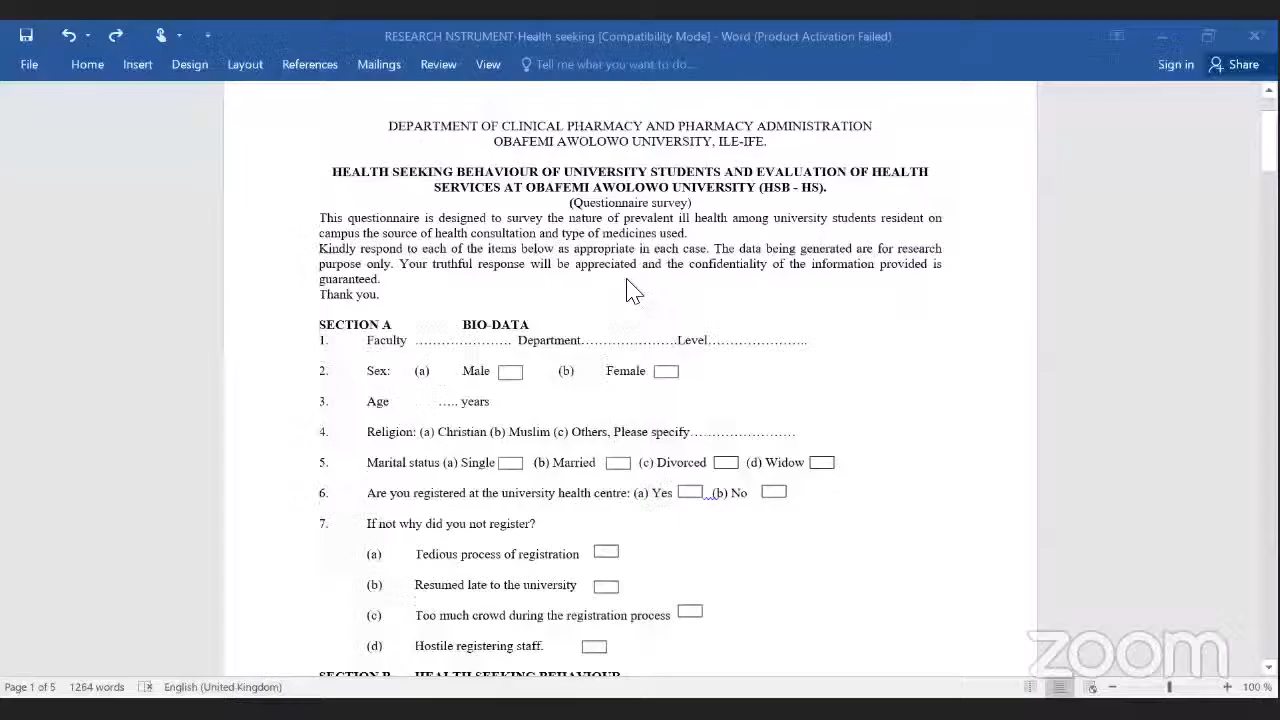 RESEARCH NSTRUMENT-Health seeking [Compatibility Mode] - Word (Product Activation Failed)
File Home Insert Design Layout References Mailings Review View Tell me what you want to do... Sign in Share
DEPARTMENT OF CLINICAL PHARMACY AND PHARMACY ADMINISTRATION
OBAFEMI AWOLOWO UNIVERSITY, ILE-IFE.
HEALTH SEEKING BEHAVIOUR OF UNIVERSITY STUDENTS AND EVALUATION OF HEALTH
SERVICES AT OBAFEMI AWOLOWO UNIVERSITY (HSB - HS).
(Questionnaire survey)
This questionnaire is designed to survey the nature of prevalent ill health among university students resident on
campus the source of health consultation and type of medicines used.
Kindly respond to each of the items below as appropriate in each case. The data being generated are for research
purpose only. Your truthful response will be appreciated and the confidentiality of the information provided is
guaranteed.
Thank you.
SECTION A BIO-DATA
1. Faculty ………………… Department…………………Level……………………..
2. Sex: (a) Male (b) Female
3. Age ….. years
4. Religion: (a) Christian (b) Muslim (c) Others, Please specify…………………
5. Marital status (a) Single (b) Married (c) Divorced (d) Widow
6. Are you registered at the university health centre: (a) Yes (b) No
7. If not why did you not register?
(a) Tedious process of registration
(b) Resumed late to the university
(c) Too much crowd during the registration process
(d) Hostile registering staff.
SECTION B HEALTH SEEKING BEHAVIOUR
zoom
Page 1 of 5 1264 words English (United Kingdom) 100 %